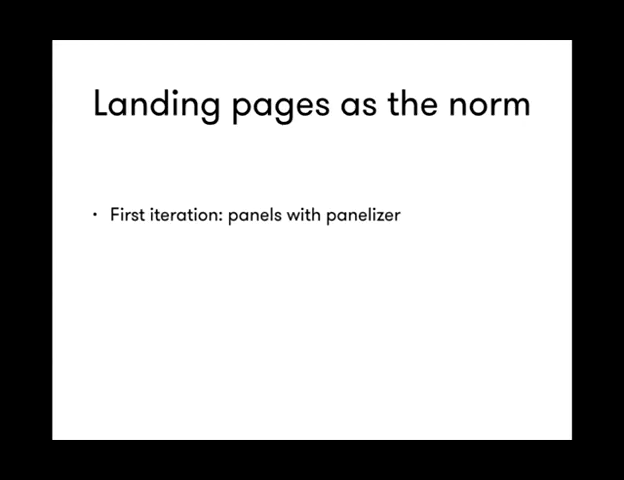 Landing pages as the norm
• First iteration: panels with panelizer